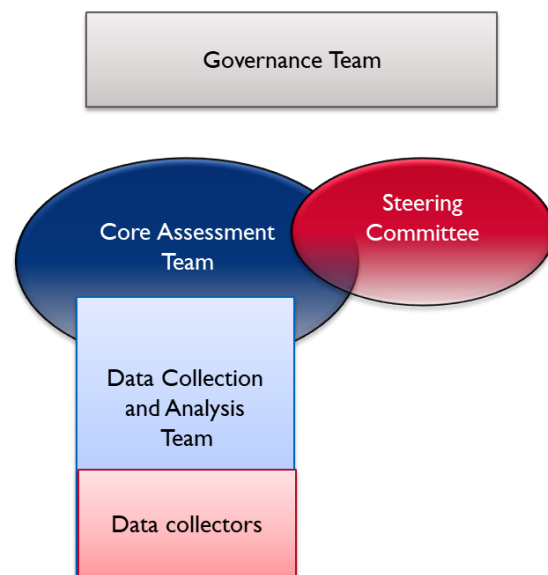 Governance Team
Core Assessment
Team
Steering
Committee
Data Collection
and Analysis
Team
Data collectors